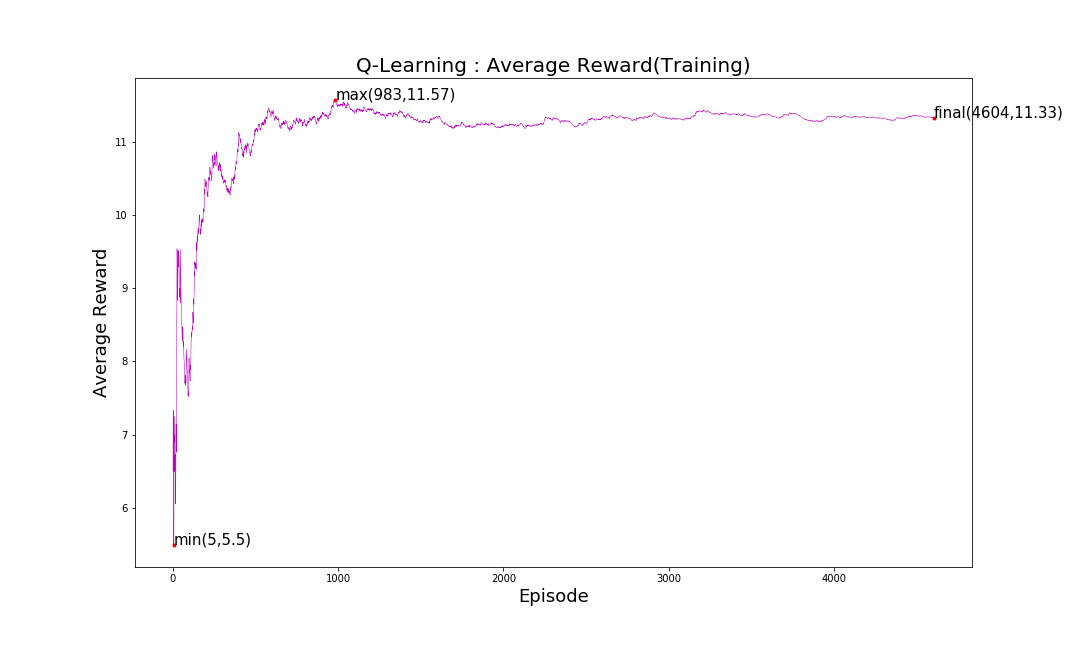 Q-Learning : Average Reward(Training)
max(983,11.57)
final(4604,11.33)
11
10
9
8
7
6
Average Reward
min(5,5.5)
0 1000 2000 3000 4000
Episode